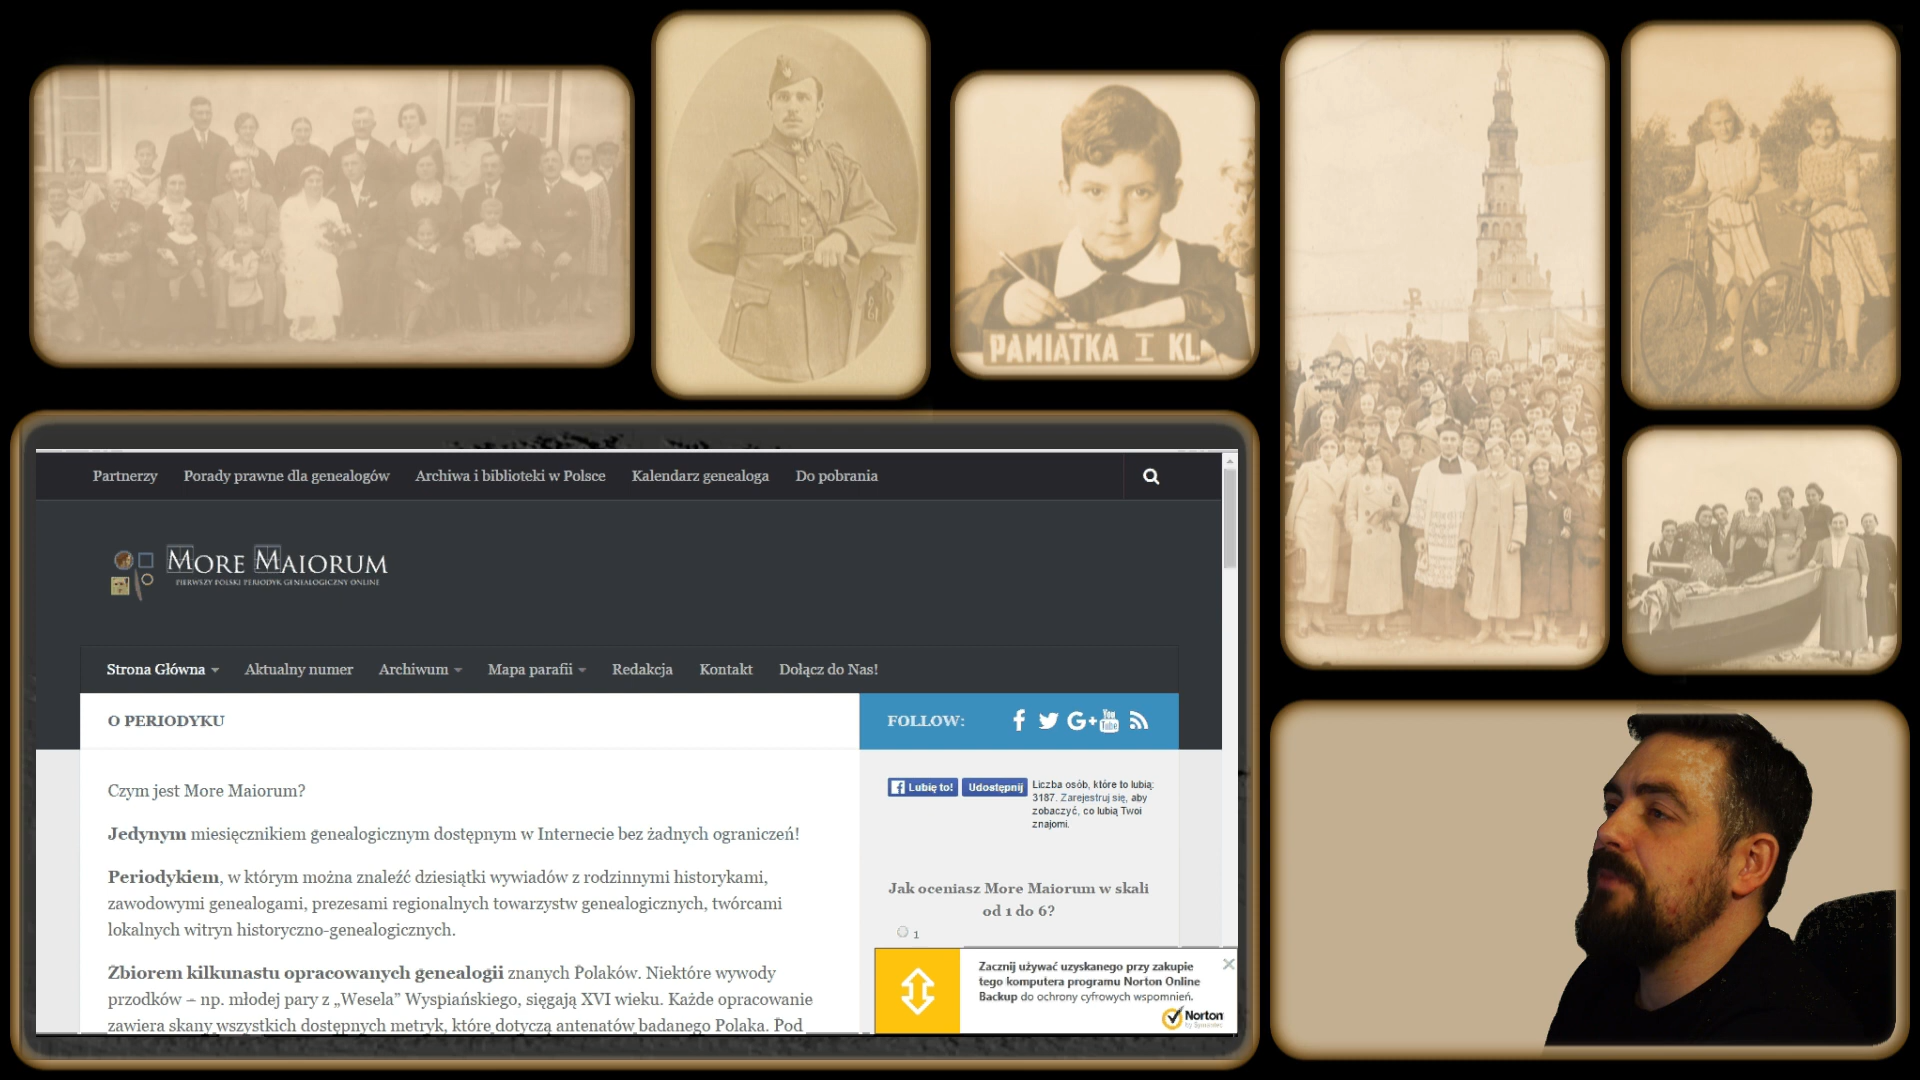 PAMIĄTKA I KL.
Partnerzy Porady prawne dla genealogów Archiwa i biblioteki w Polsce Kalendarz genealoga Do pobrania
MORE MAIORUM
PIERWSZY POLSKI PERIODYK GENEALOGICZNY ONLINE
Strona Główna Aktualny numer Archiwum Mapa parafii Redakcja Kontakt Dołącz do Nas!
O PERIODYKU
Czym jest More Maiorum?
Jedynym miesięcznikiem genealogicznym dostępnym w Internecie bez żadnych ograniczeń!
Periodykiem, w którym można znaleźć dziesiątki wywiadów z rodzinnymi historykami,
zawodowymi genealogami, prezesami regionalnych towarzystw genealogicznych, twórcami
lokalnych witryn historyczno-genealogicznych.
Zbiorem kilkunastu opracowanych genealogii znanych Polaków. Niektóre wywody
przodków – np. młodej pary z „Wesela” Wyspiańskiego, sięgają XVI wieku. Każde opracowanie
zawiera skany wszystkich dostępnych metryk, które dotyczą antenatów badanego Polaka. Pod
FOLLOW:
You
Tube
Lubię to! Udostępnij
Liczba osób, które to lubią:
3187. Zarejestruj się, aby
zobaczyć, co lubią Twoi
znajomi.
Jak oceniasz More Maiorum w skali
od 1 do 6?
1
Zacznij używać uzyskanego przy zakupie
tego komputera programu Norton Online
Backup do ochrony cyfrowych wspomnień.
Norton
by Symantec